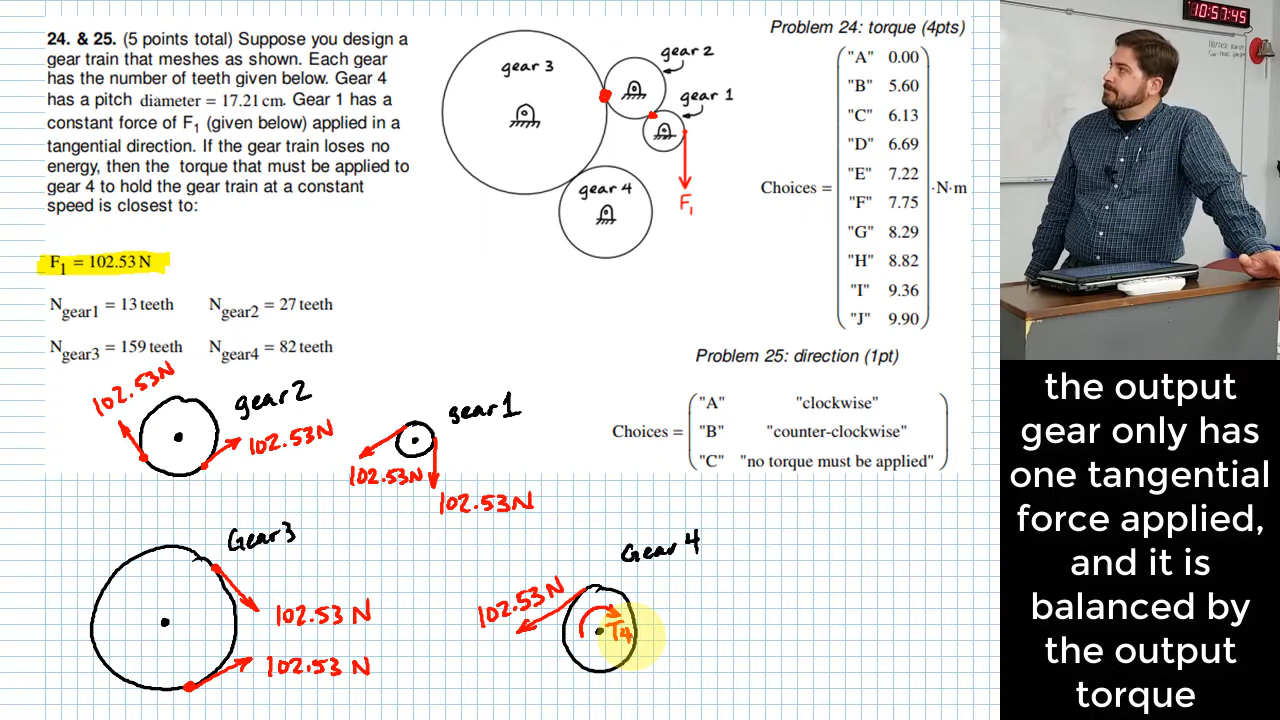 24. & 25. (5 points total) Suppose you design a
gear train that meshes as shown. Each gear
has the number of teeth given below. Gear 4
has a pitch diameter = 17.21 cm. Gear 1 has a
constant force of F1 (given below) applied in a
tangential direction. If the gear train loses no
energy, then the torque that must be applied to
gear 4 to hold the gear train at a constant
speed is closest to:
F1 = 102.53 N
Ngear1 = 13 teeth Ngear2 = 27 teeth
Ngear3 = 159 teeth Ngear4 = 82 teeth
gear 3
gear 2
gear 1
gear 4
F1
Problem 24: torque (4pts)
Choices =
"A" 0.00
"B" 5.60
"C" 6.13
"D" 6.69
"E" 7.22
"F" 7.75
"G" 8.29
"H" 8.82
"I" 9.36
"J" 9.90
·N·m
Problem 25: direction (1pt)
Choices =
"A" "clockwise"
"B" "counter-clockwise"
"C" "no torque must be applied"
102.53N
gear 2
102.53N
gear 1
102.53N
102.53N
Gear 3
102.53 N
102.53 N
Gear 4
102.53N
T4
10:57:45
the output
gear only has
one tangential
force applied,
and it is
balanced by
the output
torque